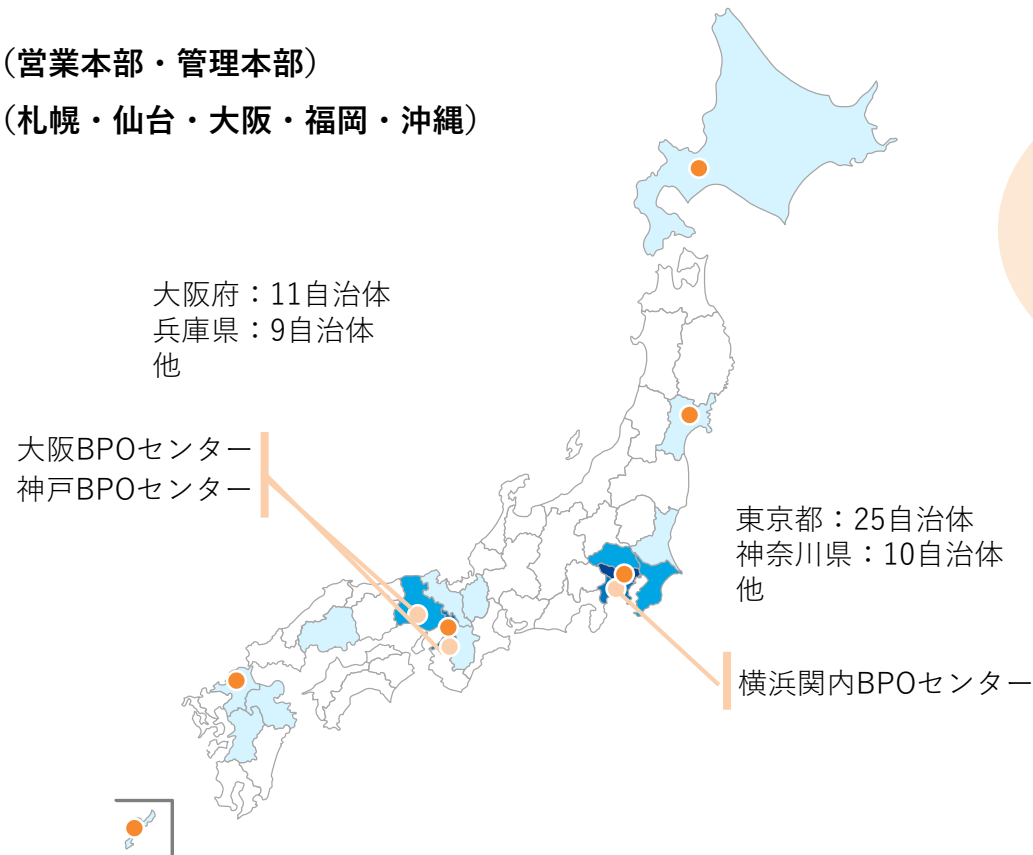 （営業本部・管理本部）
（札幌・仙台・大阪・福岡・沖縄）
大阪府：11自治体
兵庫県：9自治体
他
大阪BPOセンター
神戸BPOセンター
東京都：25自治体
神奈川県：10自治体
他
横浜関内BPOセンター